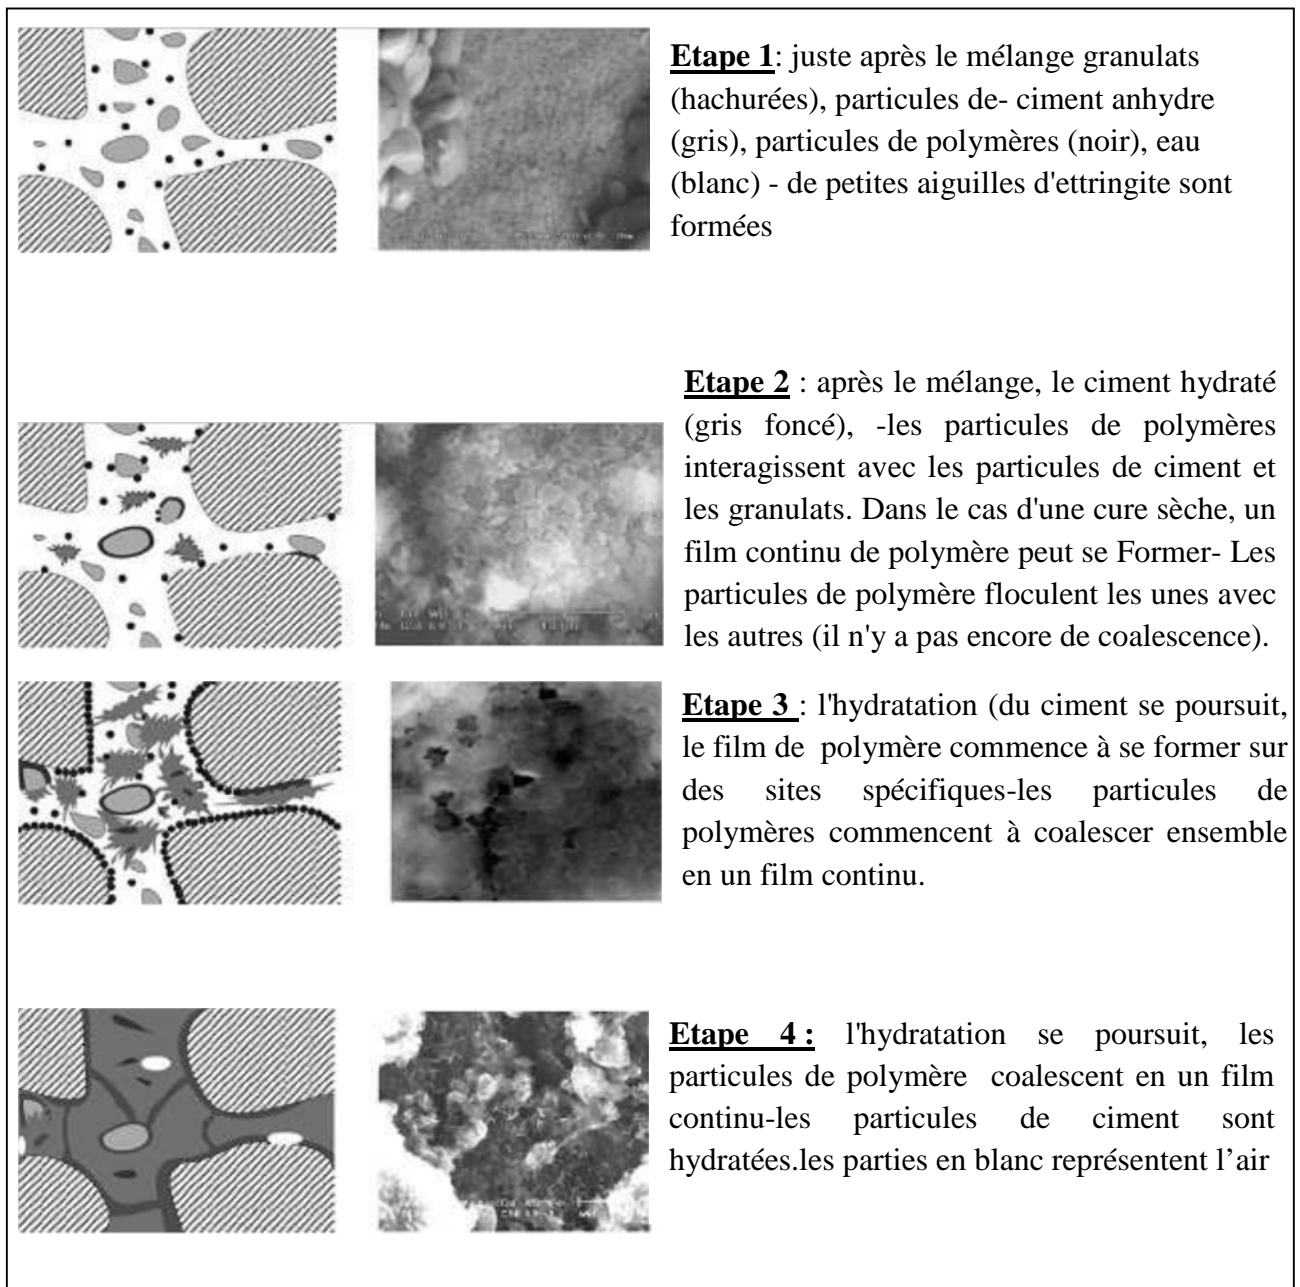 Etape 1: juste après le mélange granulats
(hachurées), particules de- ciment anhydre
(gris), particules de polymères (noir), eau
(blanc) - de petites aiguilles d'ettringite sont
formées
Etape 2 : après le mélange, le ciment hydraté
(gris foncé), -les particules de polymères
interagissent avec les particules de ciment et
les granulats. Dans le cas d'une cure sèche, un
film continu de polymère peut se Former- Les
particules de polymère floculent les unes avec
les autres (il n'y a pas encore de coalescence).
Etape 3 : l'hydratation (du ciment se poursuit,
le film de polymère commence à se former sur
des sites spécifiques-les particules de
polymères commencent à coalescer ensemble
en un film continu.
Etape 4 : l'hydratation se poursuit, les
particules de polymère coalescent en un film
continu-les particules de ciment sont
hydratées.les parties en blanc représentent l’air